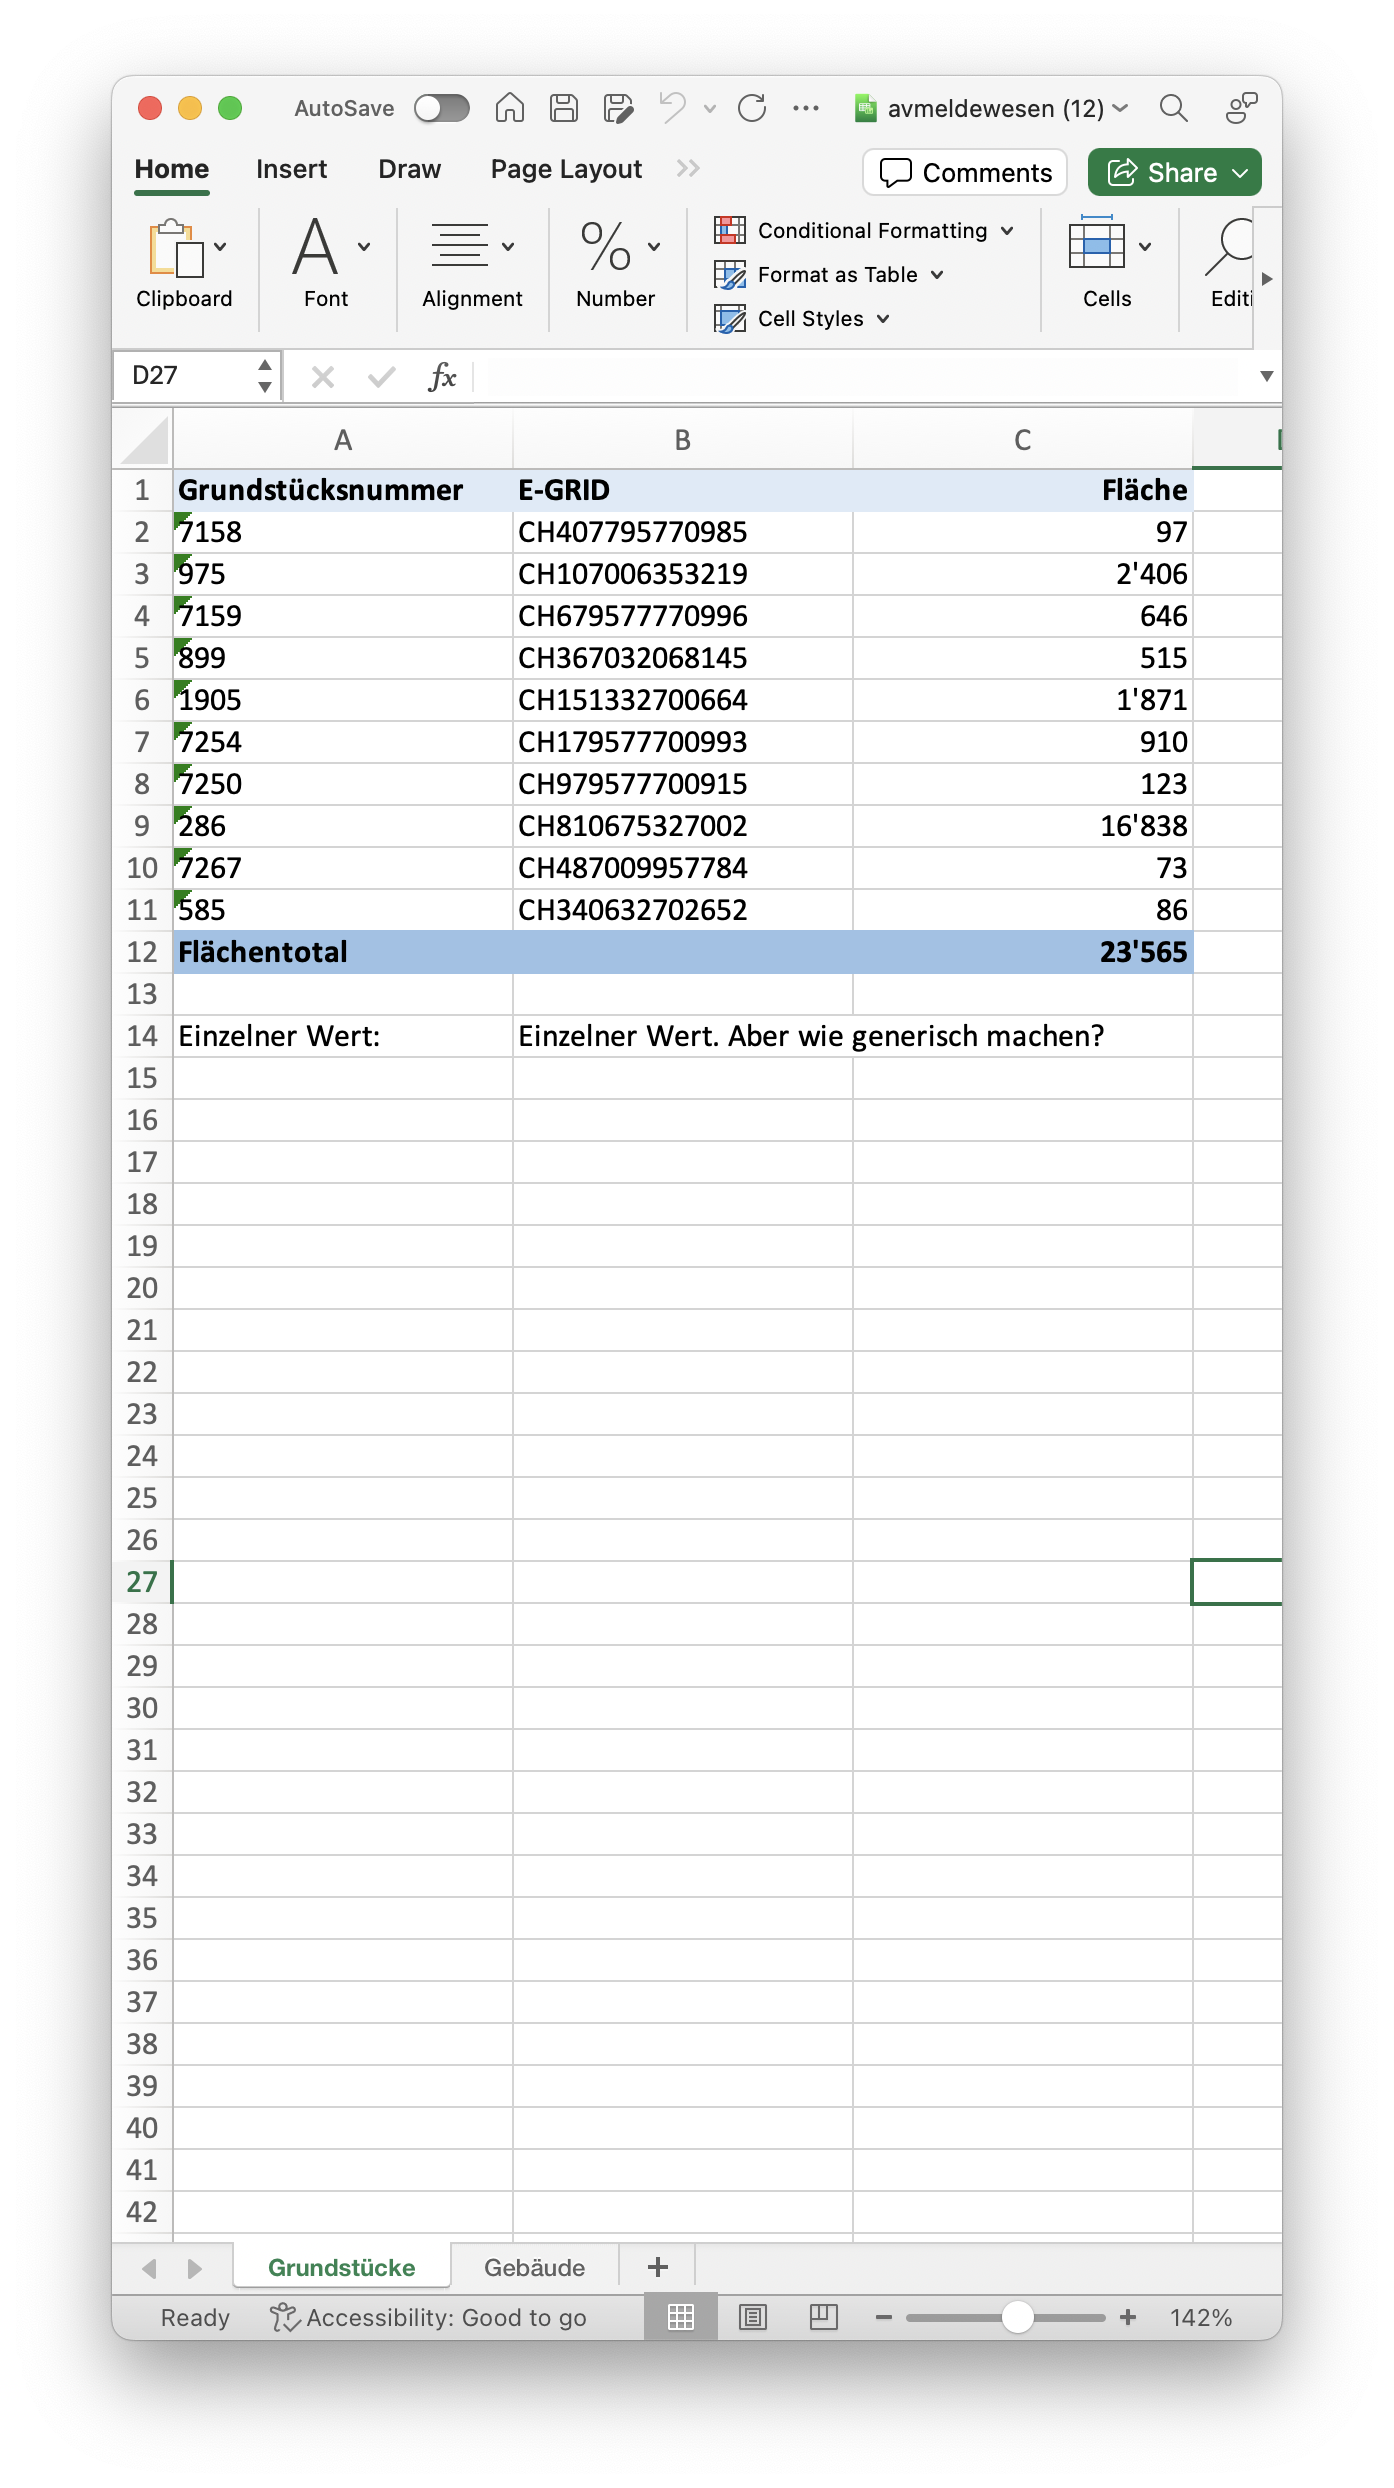 AutoSave avmeldewesen (12)
Home Insert Draw Page Layout >> Comments Share
Conditional Formatting
Format as Table
Cell Styles
Clipboard Font Alignment Number Cells Editi
D27 fx
A B C
1 Grundstücksnummer E-GRID Fläche
2 7158 CH407795770985 97
3 975 CH107006353219 2'406
4 7159 CH679577770996 646
5 899 CH367032068145 515
6 1905 CH151332700664 1'871
7 7254 CH179577700993 910
8 7250 CH979577700915 123
9 286 CH810675327002 16'838
10 7267 CH487009957784 73
11 585 CH340632702652 86
12 Flächentotal 23'565
13
14 Einzelner Wert: Einzelner Wert. Aber wie generisch machen?
15
16
17
18
19
20
21
22
23
24
25
26
27
28
29
30
31
32
33
34
35
36
37
38
39
40
41
42
Grundstücke Gebäude +
Ready Accessibility: Good to go 142%